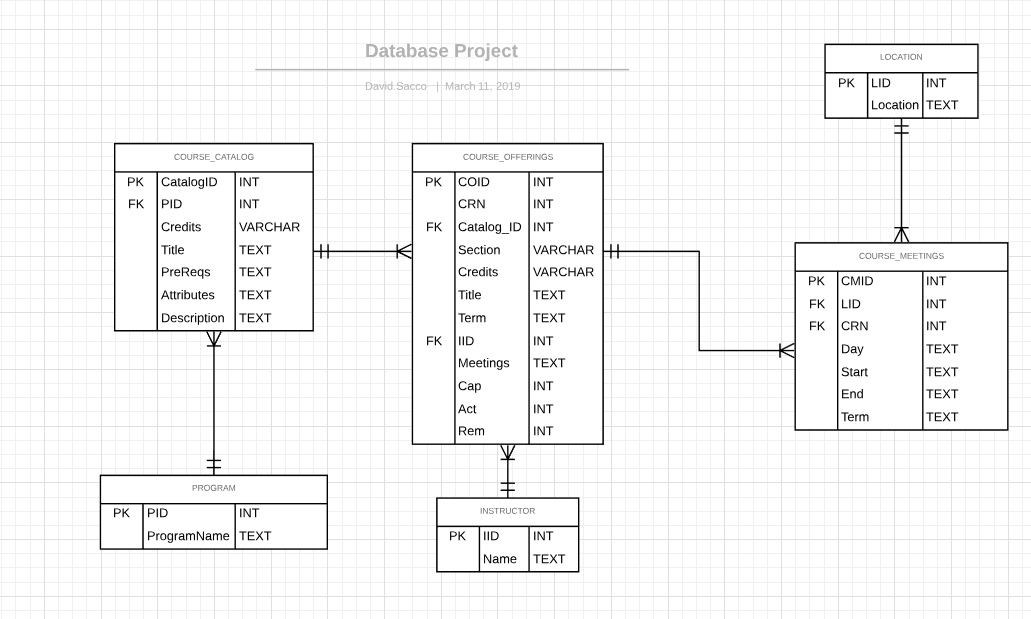 Database Project
David Sacco | March 11, 2019
LOCATION
PK LID INT
Location TEXT
COURSE_CATALOG
PK CatalogID INT
FK PID INT
Credits VARCHAR
Title TEXT
PreReqs TEXT
Attributes TEXT
Description TEXT
COURSE_OFFERINGS
PK COID INT
CRN INT
FK Catalog_ID INT
Section VARCHAR
Credits VARCHAR
Title TEXT
Term TEXT
FK IID INT
Meetings TEXT
Cap INT
Act INT
Rem INT
COURSE_MEETINGS
PK CMID INT
FK LID INT
FK CRN INT
Day TEXT
Start TEXT
End TEXT
Term TEXT
PROGRAM
PK PID INT
ProgramName TEXT
INSTRUCTOR
PK IID INT
Name TEXT